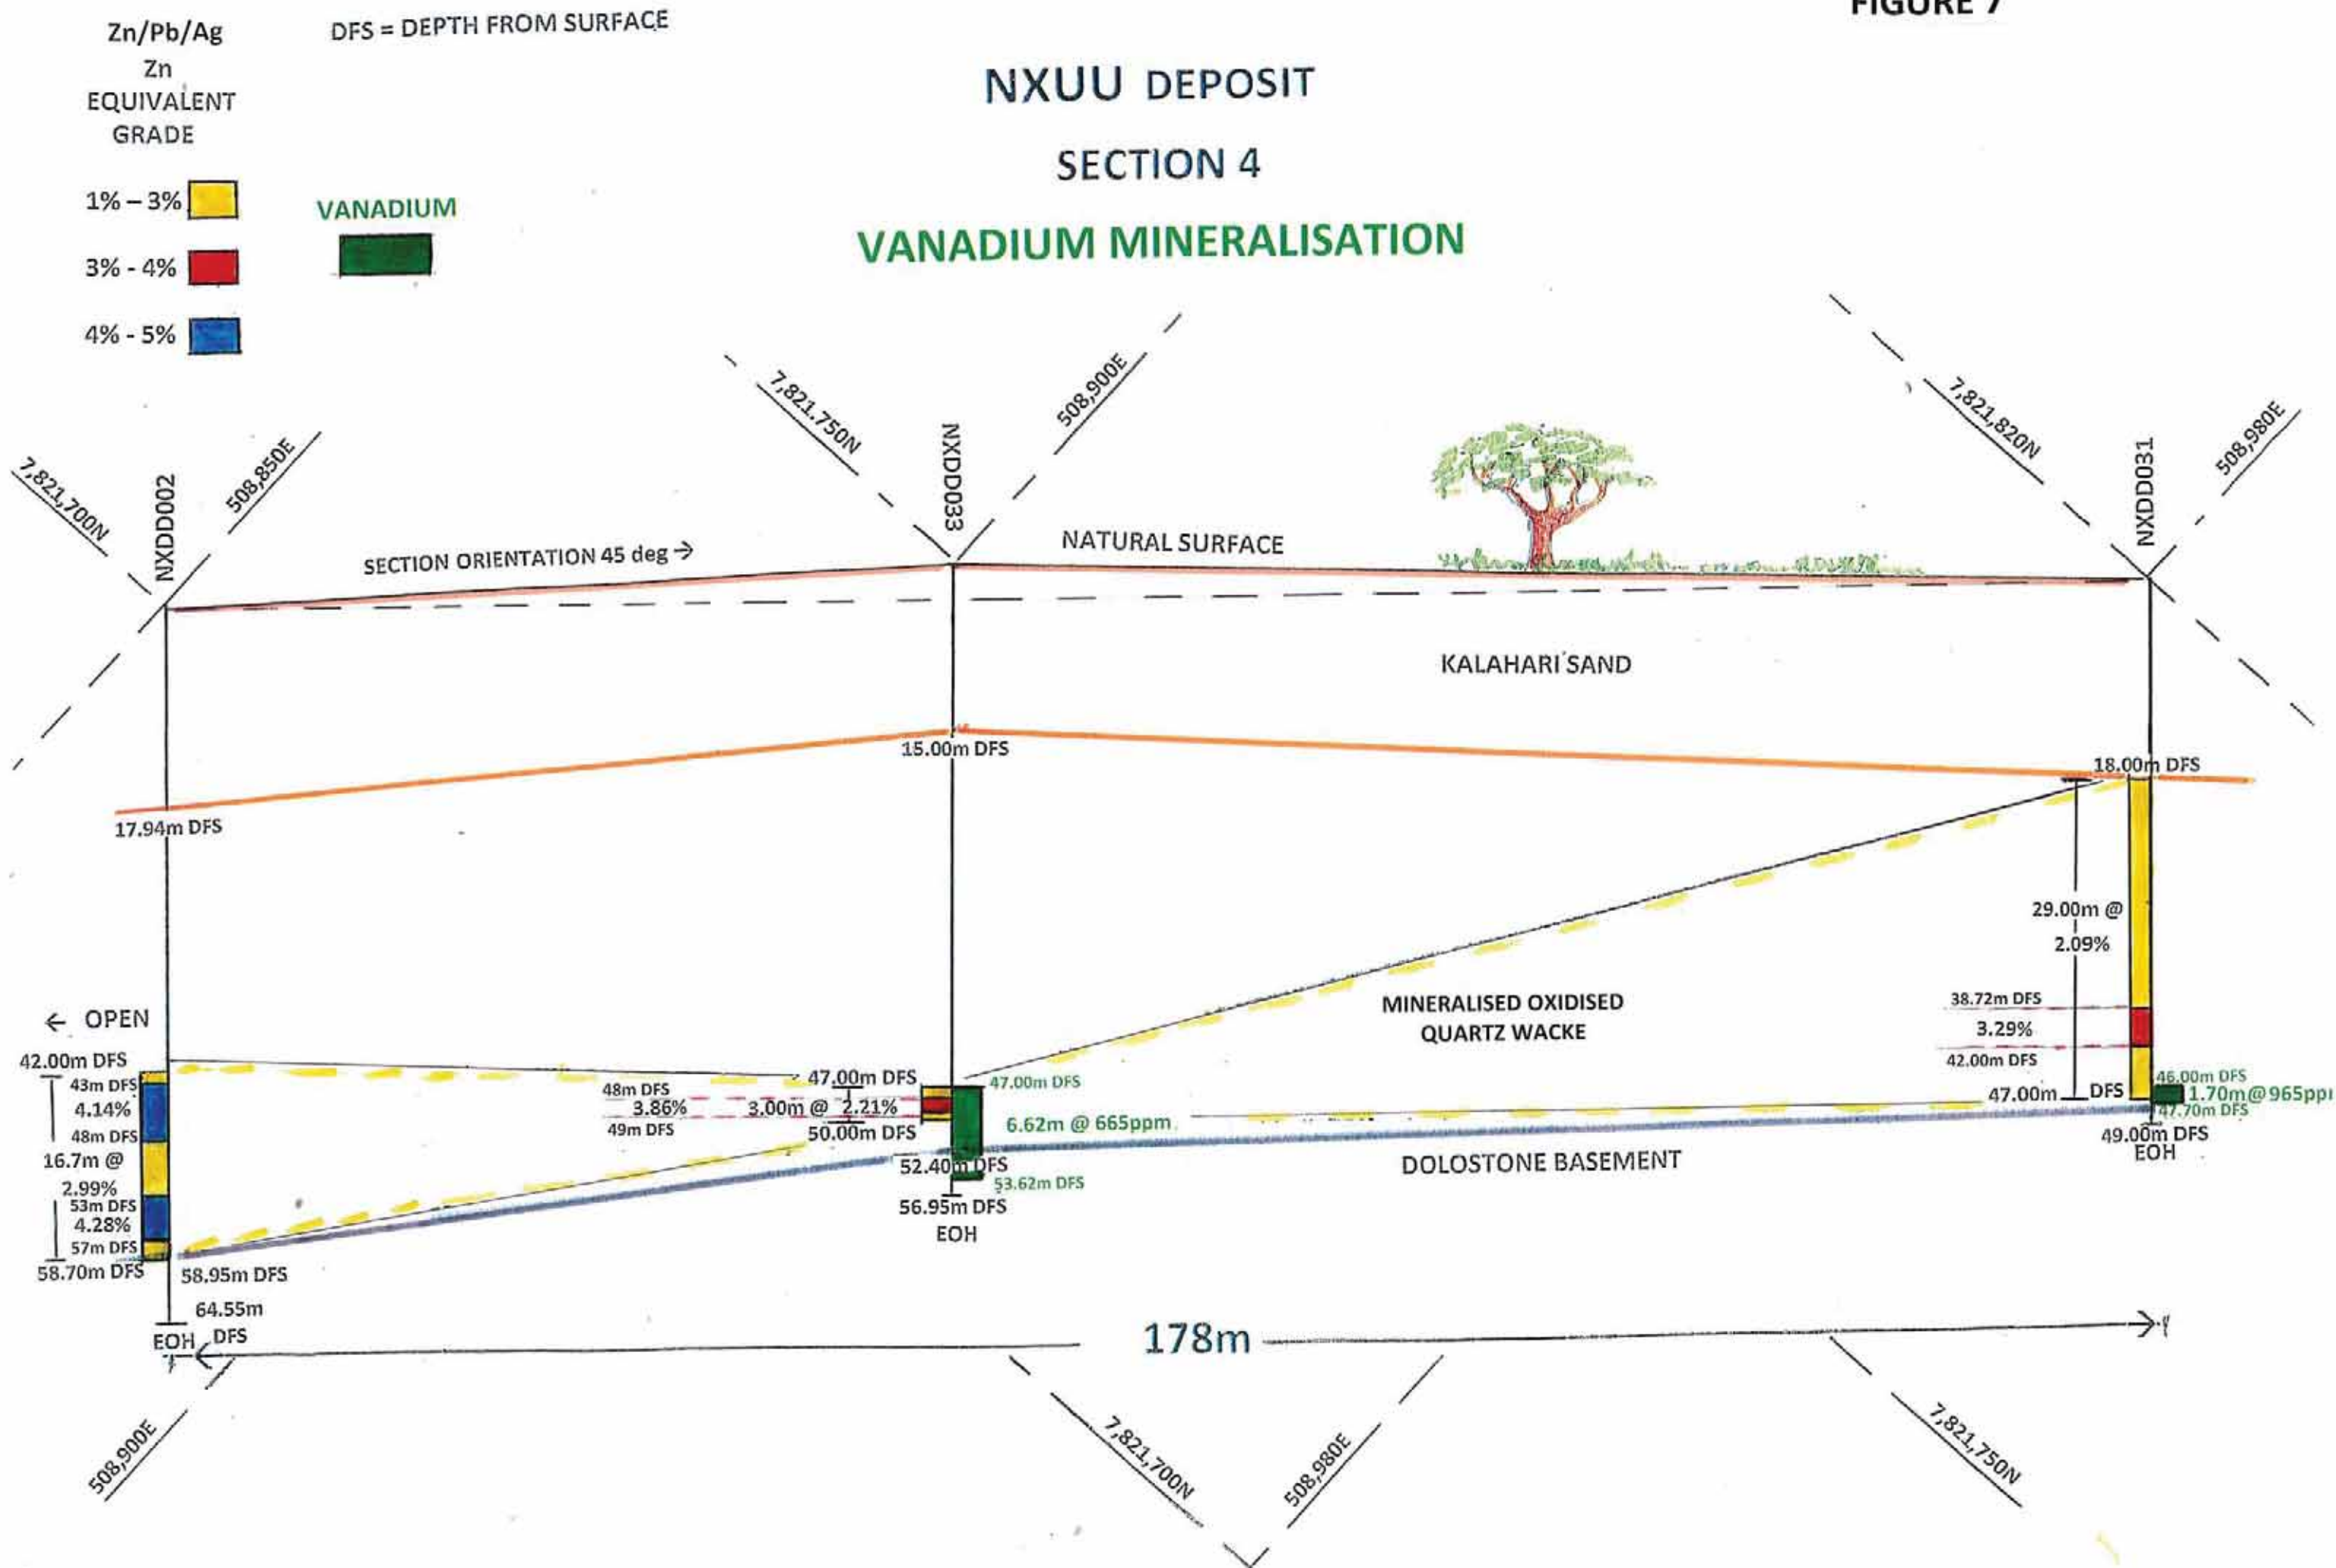 FIGURE 7
Zn/Pb/Ag
Zn
EQUIVALENT
GRADE
DFS = DEPTH FROM SURFACE
NXUU DEPOSIT
SECTION 4
VANADIUM MINERALISATION
1% – 3%
3% - 4%
4% - 5%
VANADIUM
7,821,700N
508,850E
NXDD002
7,821.750N
508,900E
NXDD033
7,821,820N
508,980E
NXDD031
SECTION ORIENTATION 45 deg →
NATURAL SURFACE
KALAHARI SAND
17.94m DFS
15.00m DFS
18.00m DFS
← OPEN
42.00m DFS
43m DFS
4.14%
48m DFS
16.7m @
2.99%
53m DFS
4.28%
57m DFS
58.70m DFS
58.95m DFS
64.55m
DFS
EOH
48m DFS
3.86%
49m DFS
47.00m DFS
3.00m @ 2.21%
50.00m DFS
47.00m DFS
6.62m @ 665ppm
52.40m DFS
53.62m DFS
56.95m DFS
EOH
MINERALISED OXIDISED
QUARTZ WACKE
DOLOSTONE BASEMENT
29.00m @
2.09%
38.72m DFS
3.29%
42.00m DFS
47.00m DFS
46.00m DFS
1.70m@965pp
47.70m DFS
49.00m DFS
EOH
178m
508,900E
7,821,700N
508,980E
7,821,750N